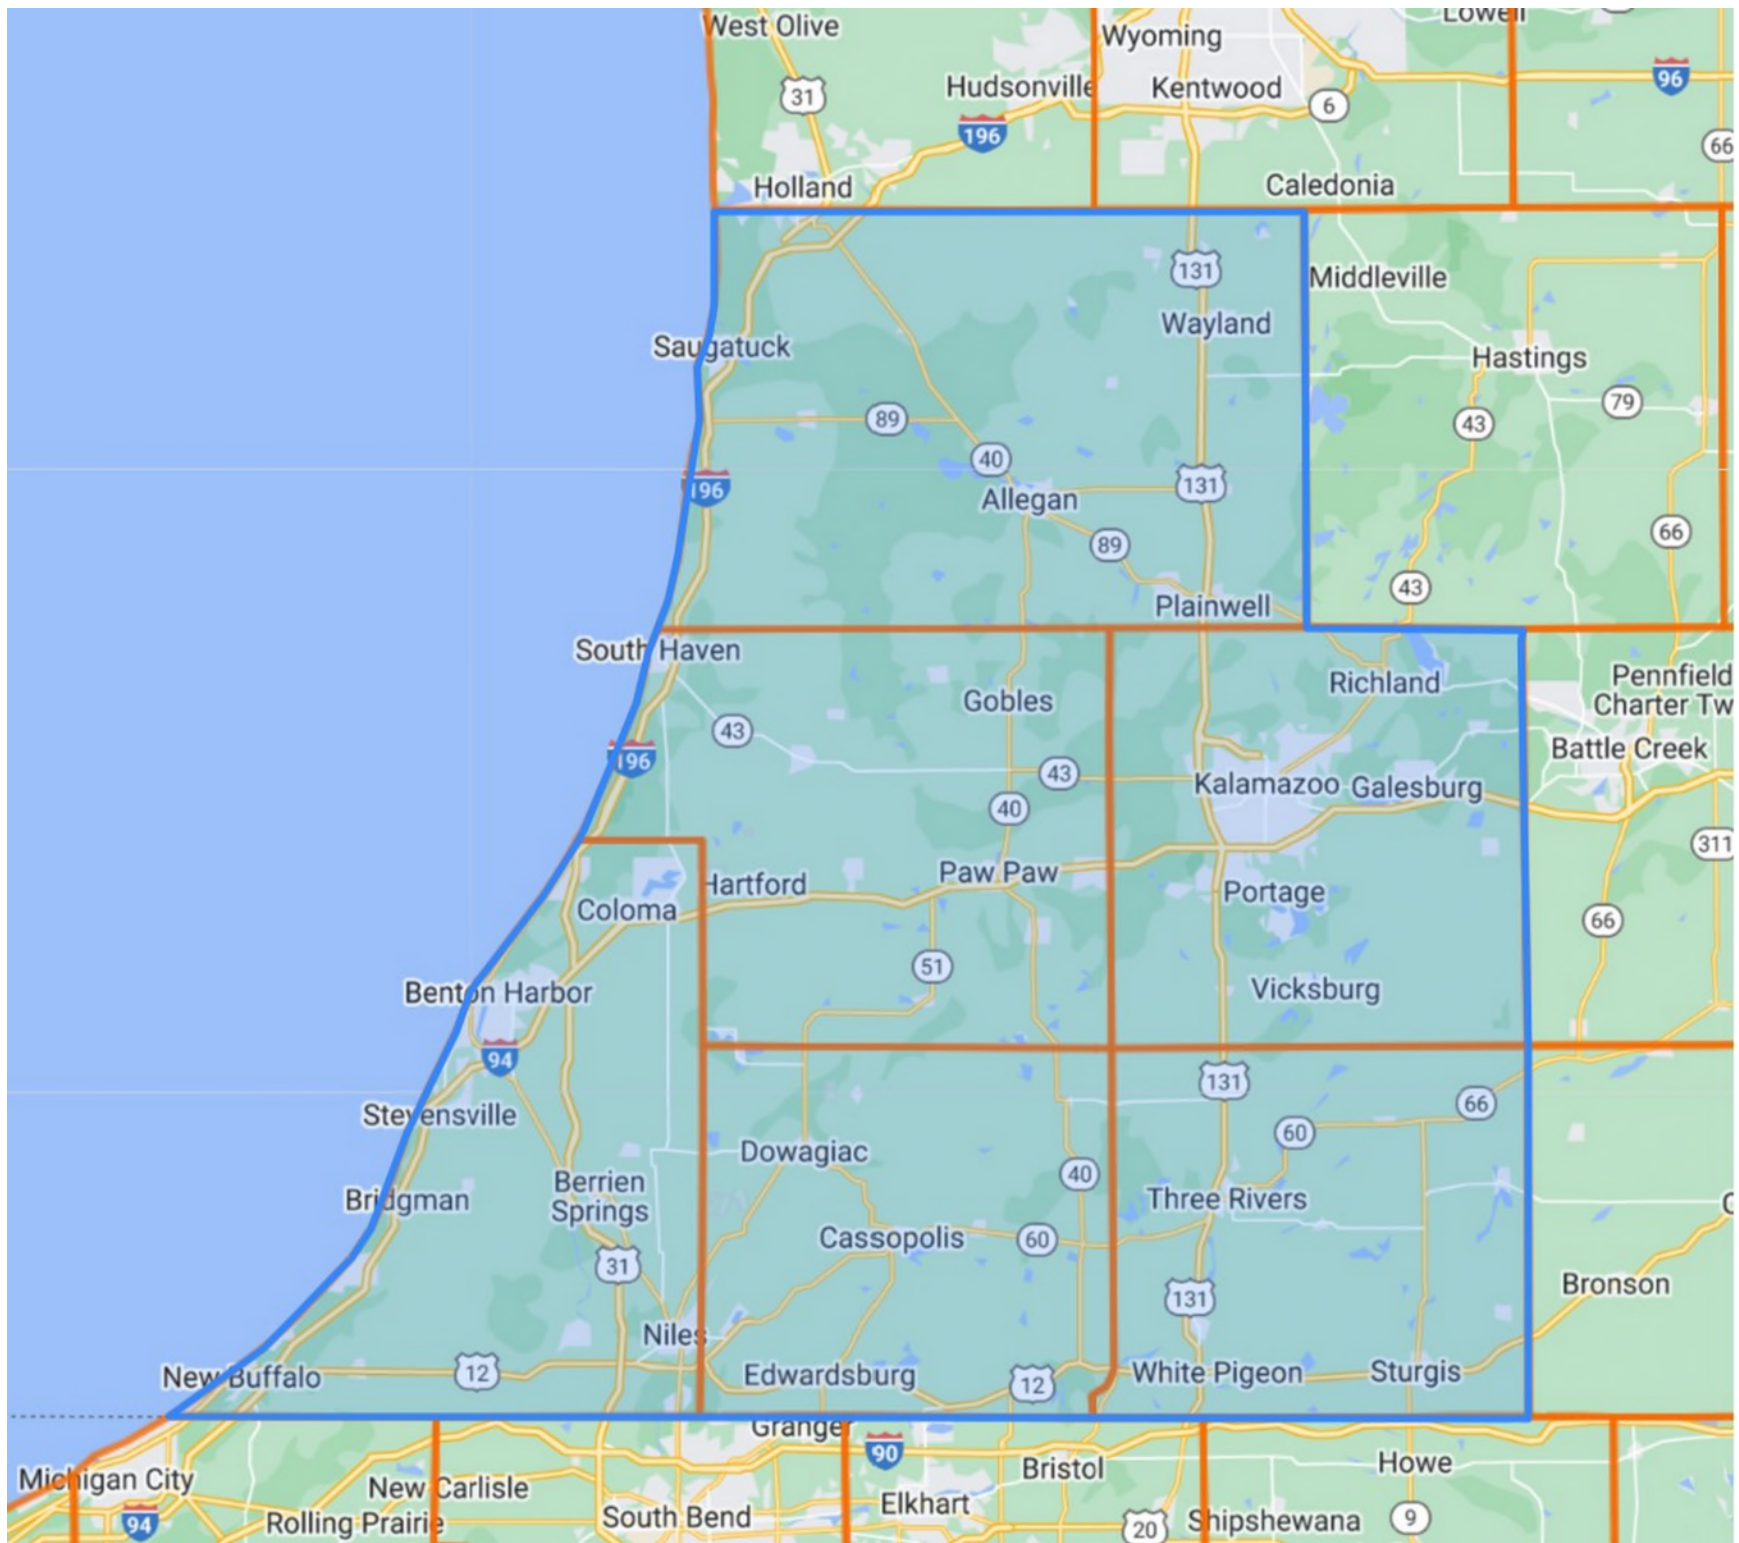 West Olive
Wyoming
Lowell
96
Hudsonville
Kentwood
31
6
196
66
Holland
Caledonia
131
Middleville
Wayland
Saugatuck
Hastings
89
79
43
40
196
Allegan
131
66
89
43
Plainwell
South Haven
Richland
Pennfield
Charter Tw
Gobles
43
Battle Creek
196
43
Kalamazoo
Galesburg
40
311
Paw Paw
Hartford
Portage
Coloma
66
51
Benton Harbor
Vicksburg
94
131
66
Stevensville
60
Dowagiac
Berrien
Springs
40
Bridgman
Three Rivers
C
Cassopolis
60
31
Bronson
131
Niles
New Buffalo
12
Edwardsburg
12
White Pigeon
Sturgis
Granger
90
Michigan City
New Carlisle
Bristol
Howe
94
Rolling Prairie
South Bend
Elkhart
20
Shipshewana
9